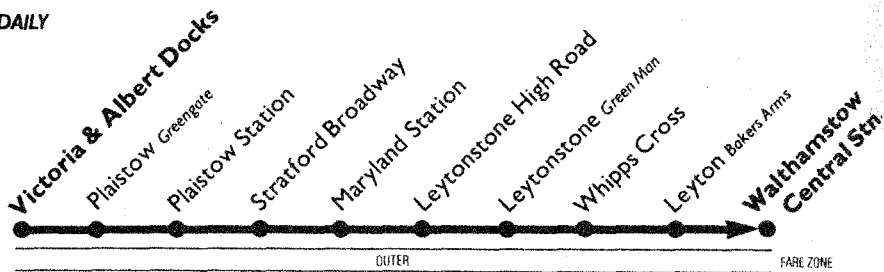 DAILY
Victoria & Albert Docks
Plaistow Greengate
Plaistow Station
Stratford Broadway
Maryland Station
Leytonstone High Road
Leytonstone Green Man
Whipps Cross
Leyton Bakers Arms
Walthamstow
Central Stn.
OUTER
FARE ZONE